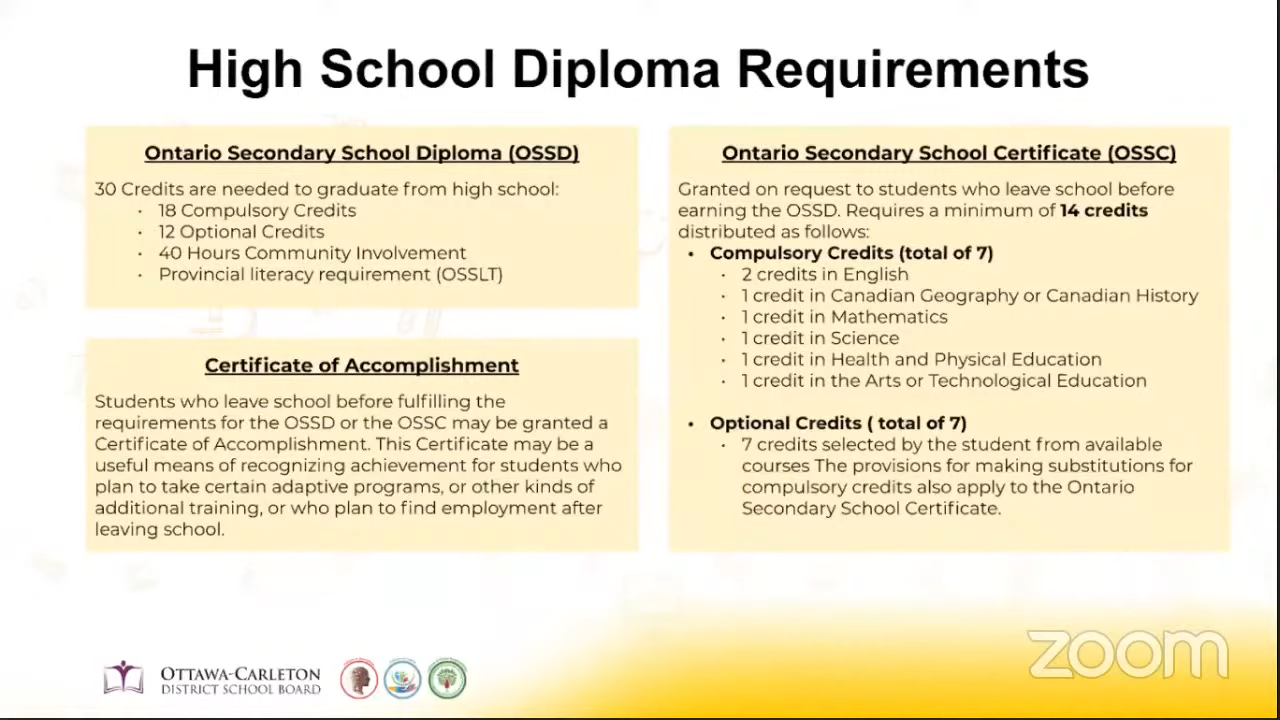 High School Diploma Requirements
Ontario Secondary School Diploma (OSSD)
30 Credits are needed to graduate from high school:
· 18 Compulsory Credits
· 12 Optional Credits
· 40 Hours Community Involvement
· Provincial literacy requirement (OSSLT)
Certificate of Accomplishment
Students who leave school before fulfilling the
requirements for the OSSD or the OSSC may be granted a
Certificate of Accomplishment. This Certificate may be a
useful means of recognizing achievement for students who
plan to take certain adaptive programs, or other kinds of
additional training, or who plan to find employment after
leaving school.
Ontario Secondary School Certificate (OSSC)
Granted on request to students who leave school before
earning the OSSD. Requires a minimum of 14 credits
distributed as follows:
• Compulsory Credits (total of 7)
· 2 credits in English
· 1 credit in Canadian Geography or Canadian History
· 1 credit in Mathematics
· 1 credit in Science
· 1 credit in Health and Physical Education
· 1 credit in the Arts or Technological Education
• Optional Credits ( total of 7)
· 7 credits selected by the student from available
courses The provisions for making substitutions for
compulsory credits also apply to the Ontario
Secondary School Certificate.
OTTAWA-CARLETON
DISTRICT SCHOOL BOARD
zoom